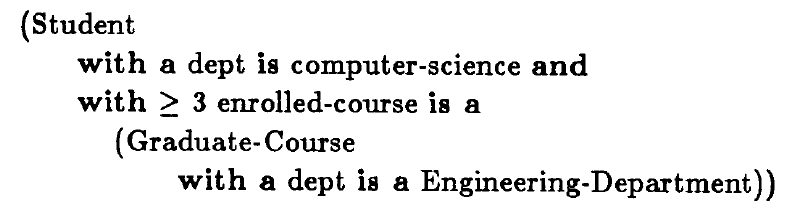 (Student
with a dept is computer-science and
with ≥ 3 enrolled-course is a
(Graduate-Course
with a dept is a Engineering-Department))